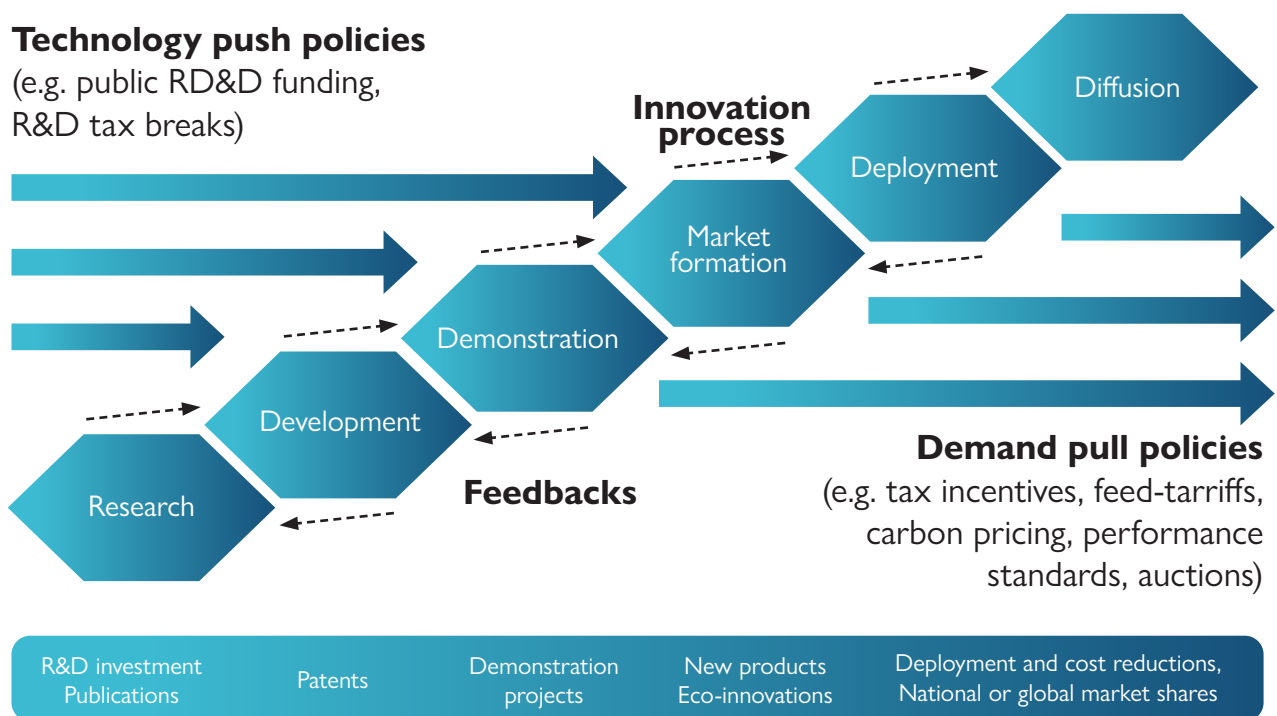 Technology push policies
(e.g. public RD&D funding,
R&D tax breaks)
Innovation
process
Diffusion
Deployment
Market
formation
Demonstration
Development
Research
Feedbacks
Demand pull policies
(e.g. tax incentives, feed-tarriffs,
carbon pricing, performance
standards, auctions)
R&D investment
Publications
Patents
Demonstration
projects
New products
Eco-innovations
Deployment and cost reductions,
National or global market shares